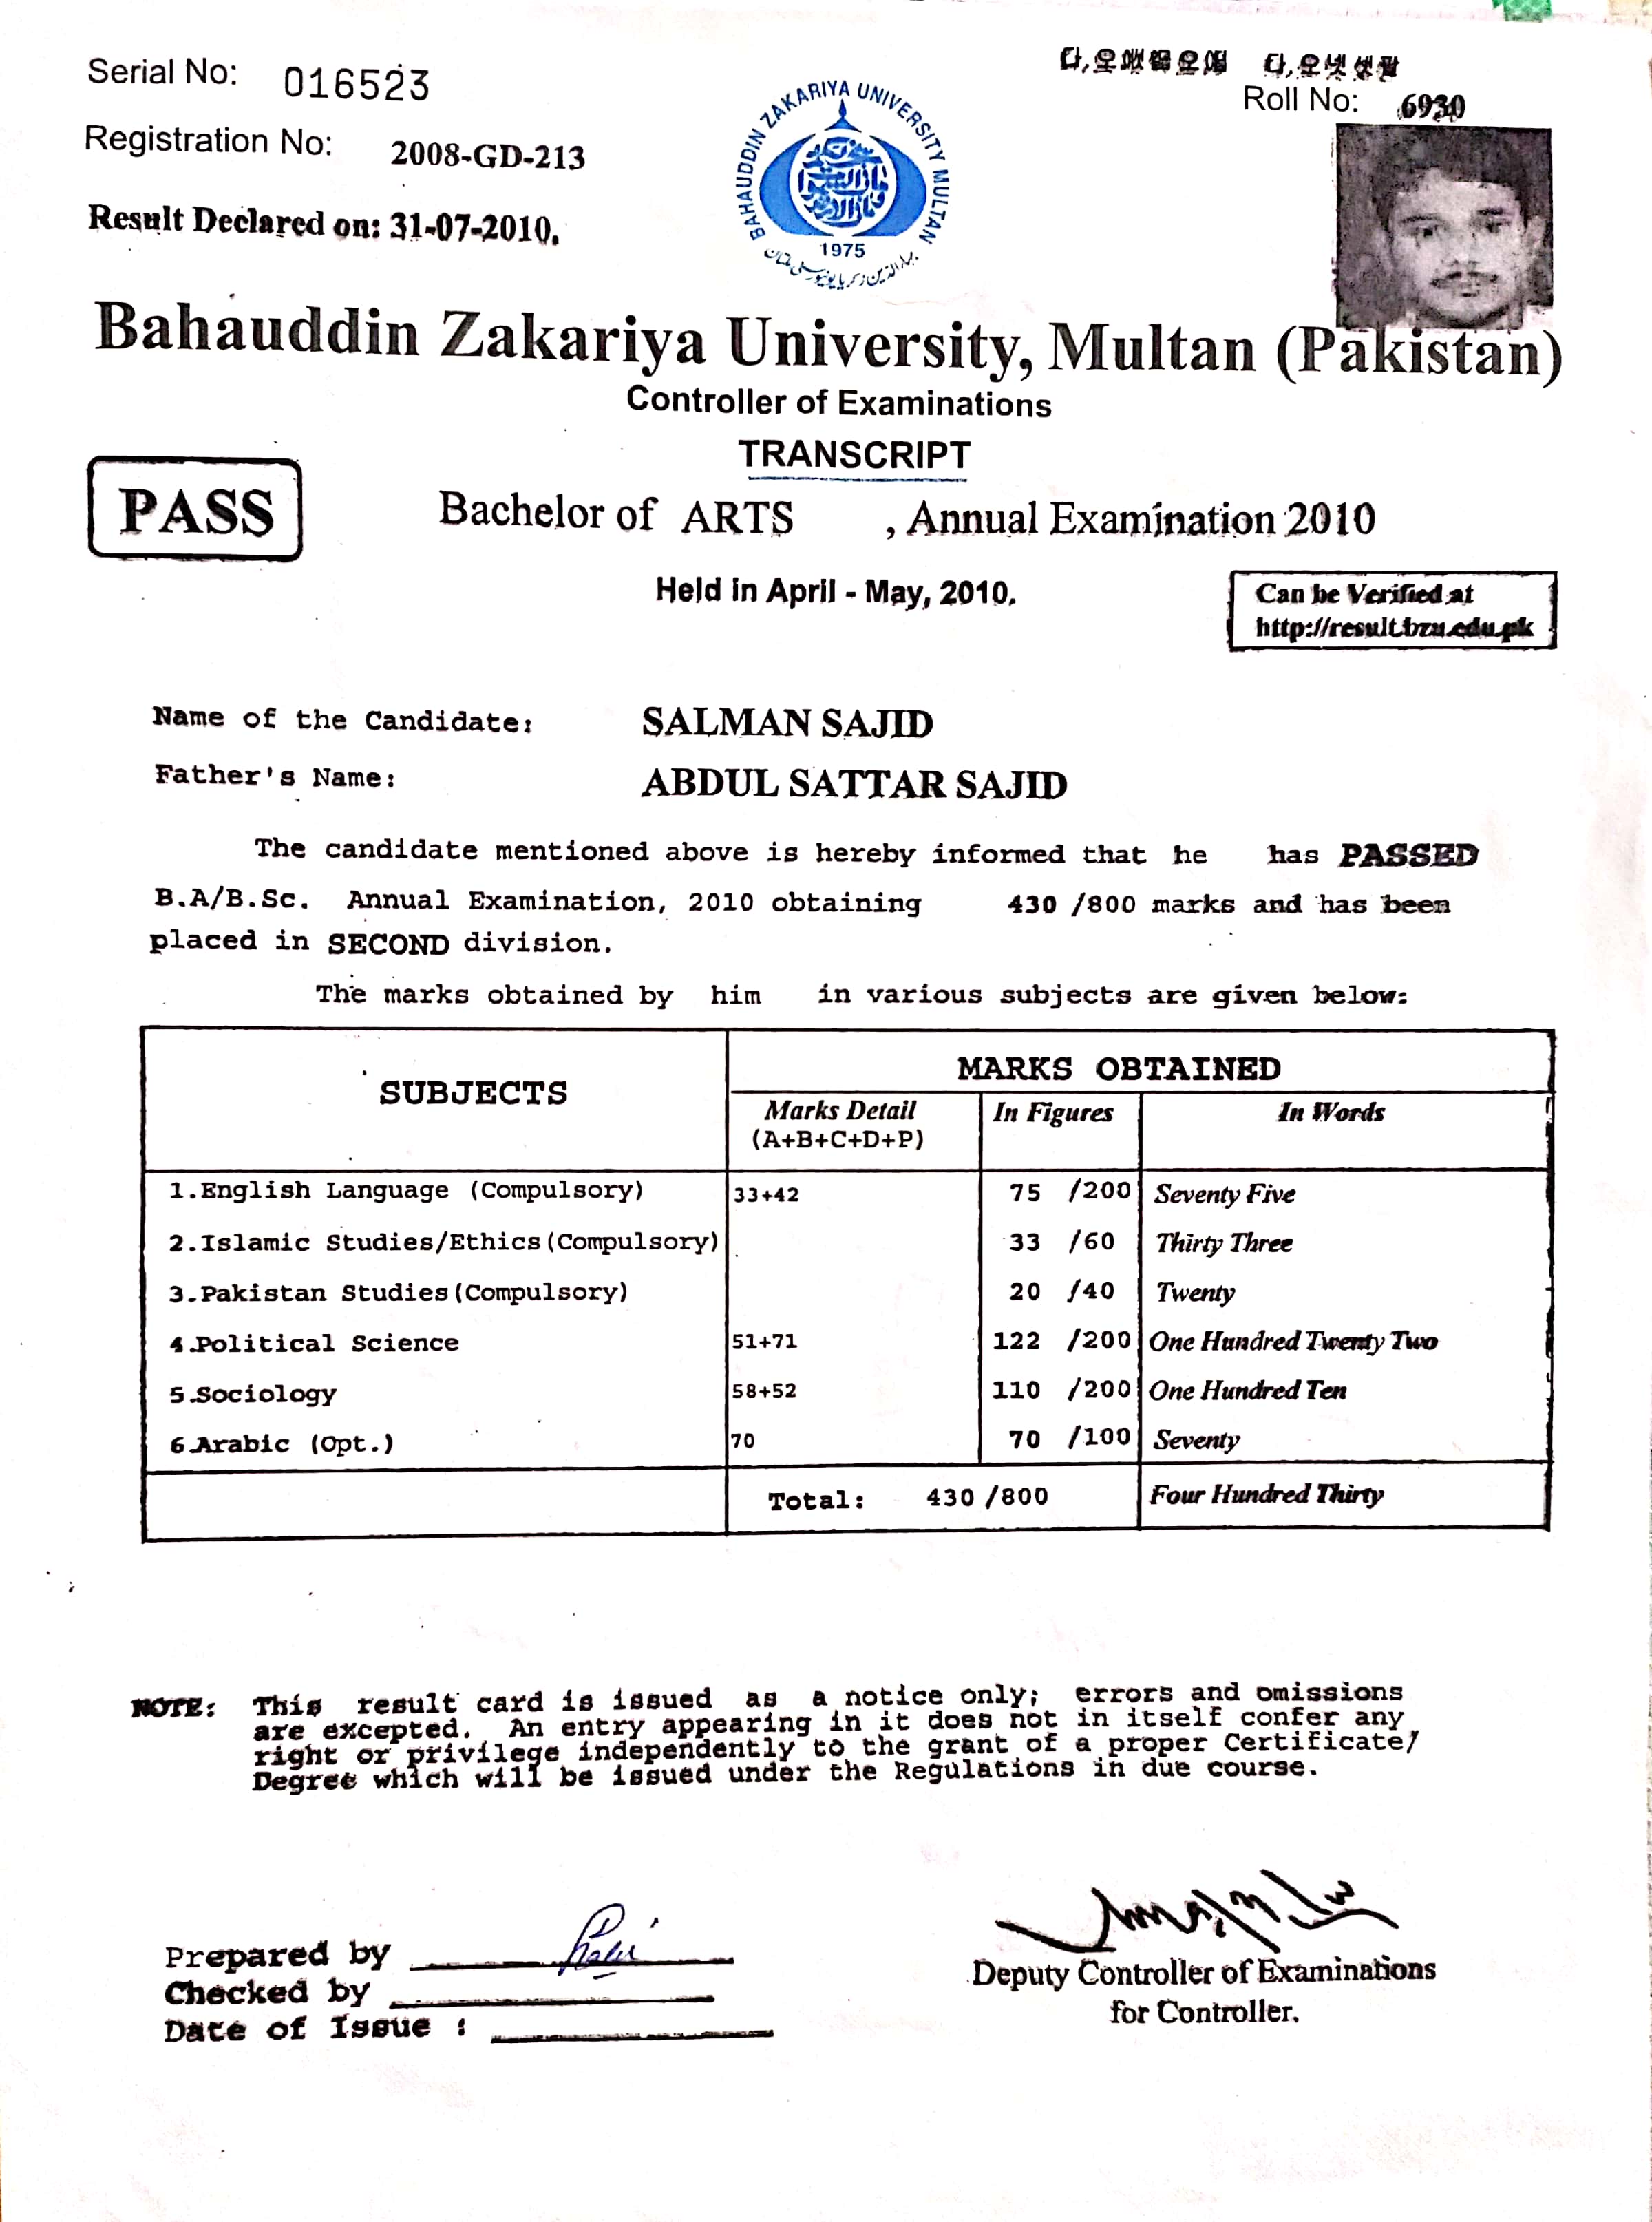 Serial No: 016523
Registration No: 2008-GD-213
Result Declared on: 31-07-2010.
Roll No: 6930
BAHAUDDIN ZAKARIYA UNIVERSITY MULTAN
1975
بہاءالدین زکریا یونیورسٹی ملتان
Bahauddin Zakariya University, Multan (Pakistan)
Controller of Examinations
TRANSCRIPT
PASS
Bachelor of ARTS , Annual Examination 2010
Held in April - May, 2010.
Can be Verified at
http://result.bzu.edu.pk
Name of the Candidate: SALMAN SAJID
Father's Name: ABDUL SATTAR SAJID
The candidate mentioned above is hereby informed that he has PASSED
B.A/B.Sc. Annual Examination, 2010 obtaining 430 /800 marks and has been
placed in SECOND division.
The marks obtained by him in various subjects are given below:
SUBJECTS MARKS OBTAINED
Marks Detail In Figures In Words
(A+B+C+D+P)
1.English Language (Compulsory) 33+42 75 /200 Seventy Five
2.Islamic Studies/Ethics(Compulsory) 33 /60 Thirty Three
3.Pakistan Studies(Compulsory) 20 /40 Twenty
4.Political Science 51+71 122 /200 One Hundred Twenty Two
5.Sociology 58+52 110 /200 One Hundred Ten
6.Arabic (Opt.) 70 70 /100 Seventy
Total: 430 /800 Four Hundred Thirty
NOTE: This result card is issued as a notice only; errors and omissions
are excepted. An entry appearing in it does not in itself confer any
right or privilege independently to the grant of a proper Certificate/
Degree which will be issued under the Regulations in due course.
Prepared by
Checked by
Date of Issue :
Deputy Controller of Examinations
for Controller.